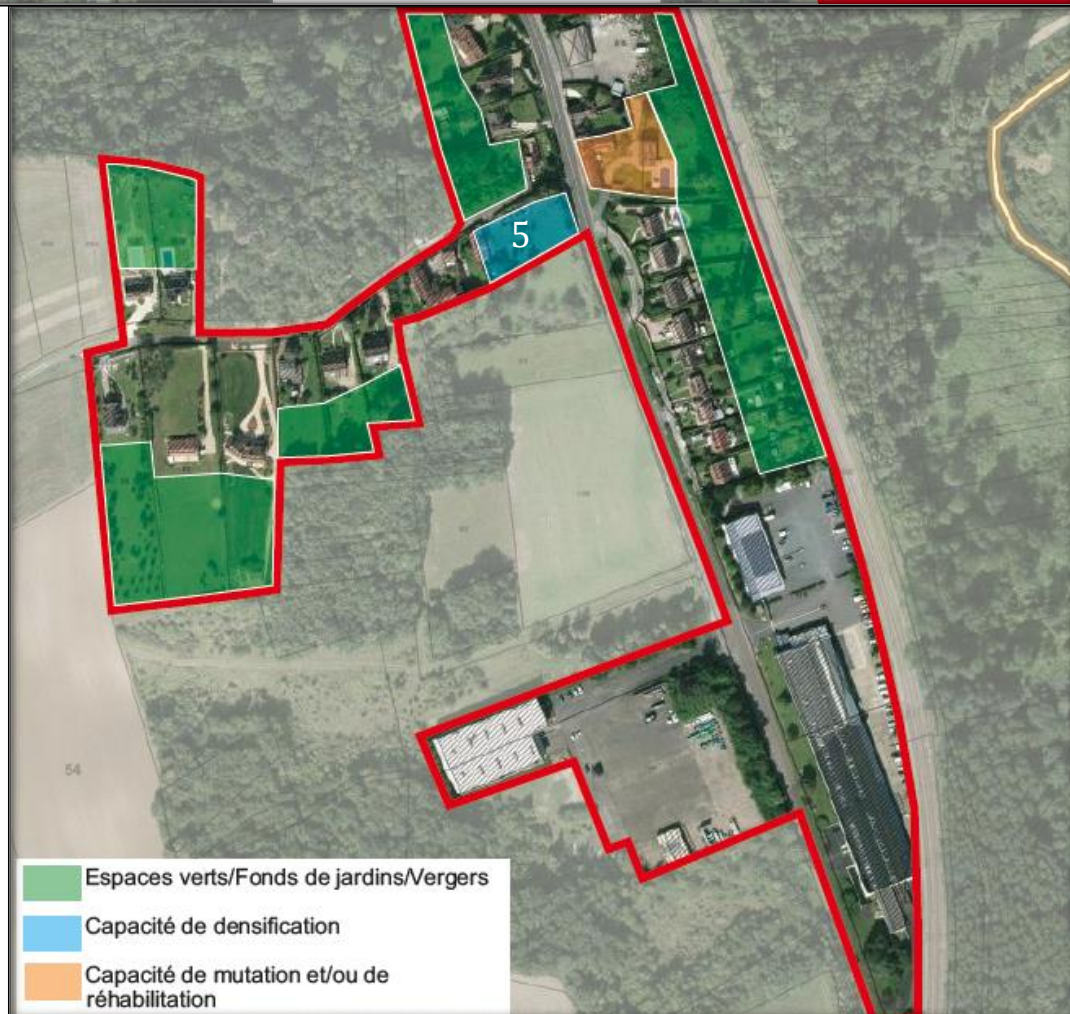 5
54
Espaces verts/Fonds de jardins/Vergers
Capacité de densification
Capacité de mutation et/ou de
réhabilitation